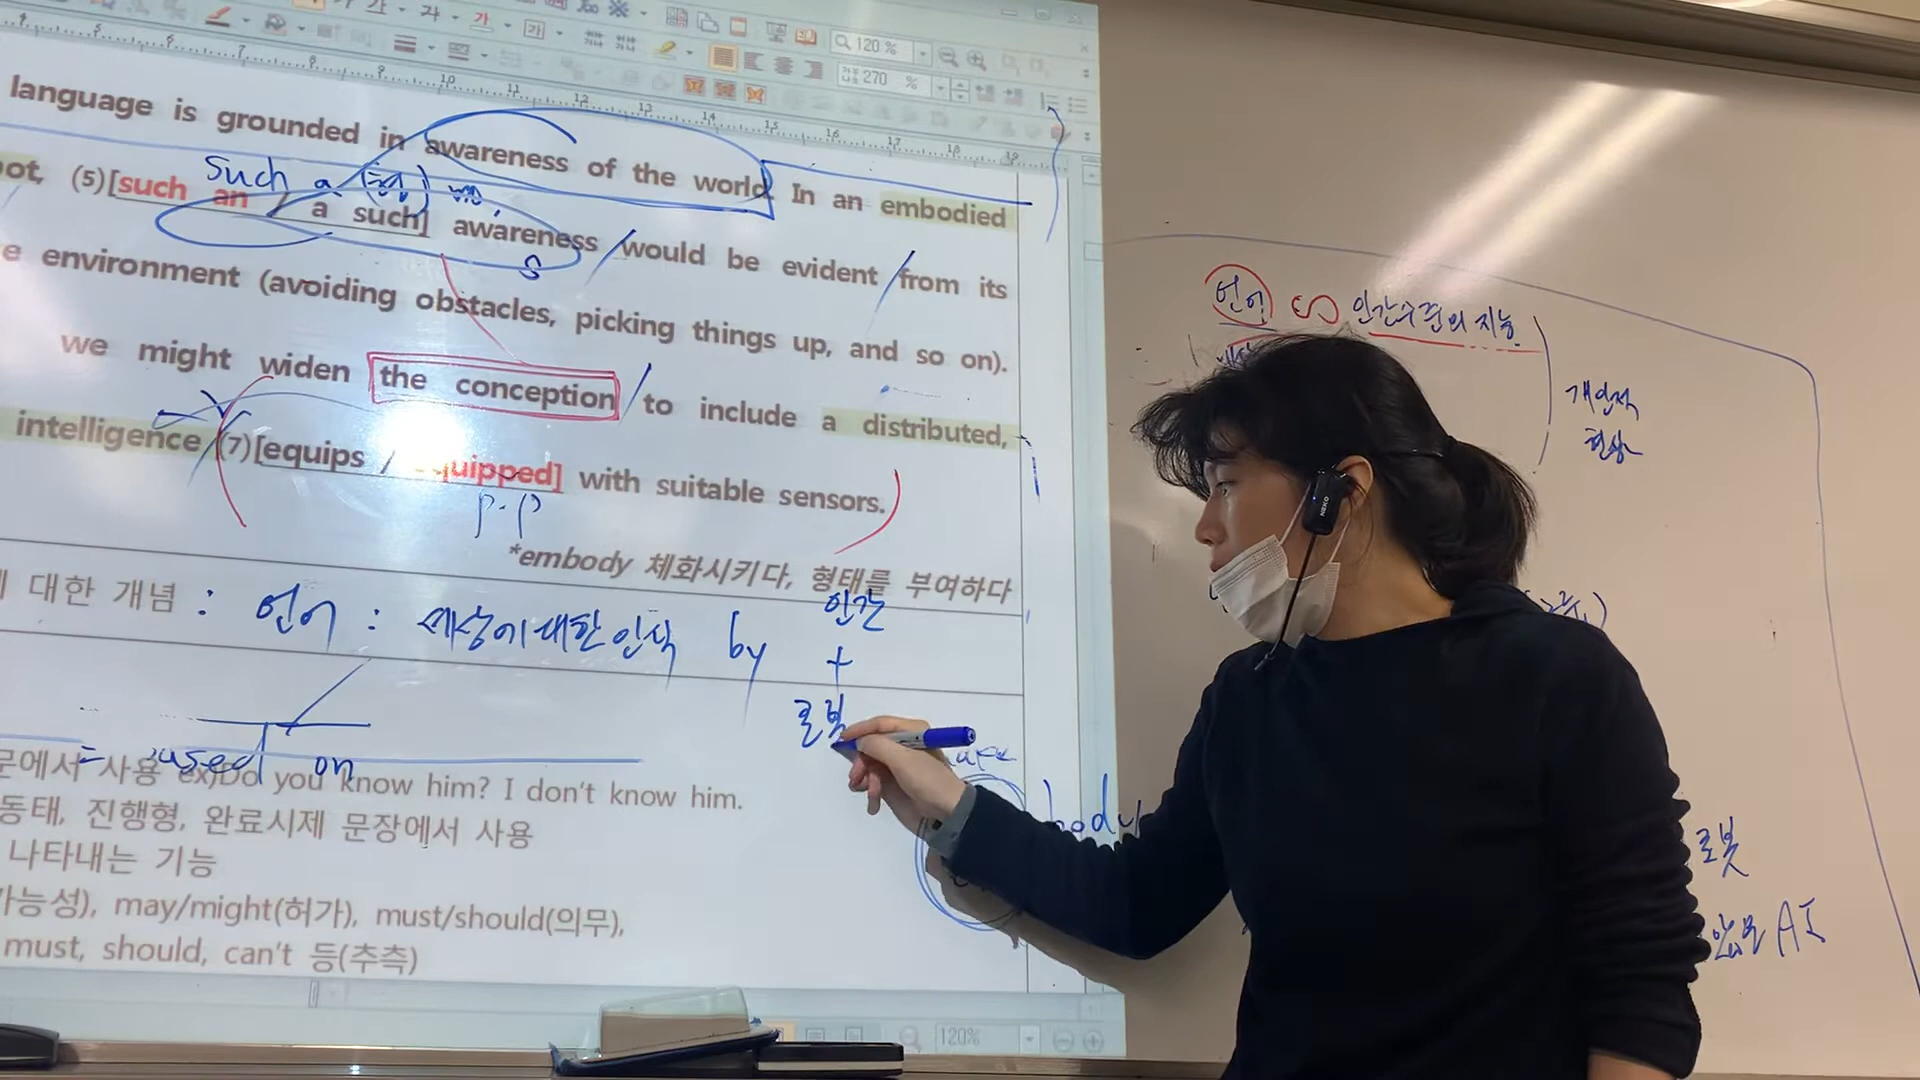 120 %
270 %
language is grounded in awareness of the world. In an embodied
such a (형) 명
(5)[such an / a such] awareness would be evident from its
S
environment (avoiding obstacles, picking things up, and so on).
we might widen the conception to include a distributed,
intelligence (7)[equips / equipped] with suitable sensors.
p.p
*embody 체화시키다, 형태를 부여하다
대한 개념 : 언어 : 세상에 대한 인식 by 인간
+
로봇
= on
문에서 사용 ex)Do you know him? I don't know him.
동태, 진행형, 완료시제 문장에서 사용
나타내는 기능
가능성), may/might(허가), must/should(의무),
must, should, can't 등(추측)
120%
언어 인간수준의 지능
개인적
현상
body
로봇
AI
NEKO